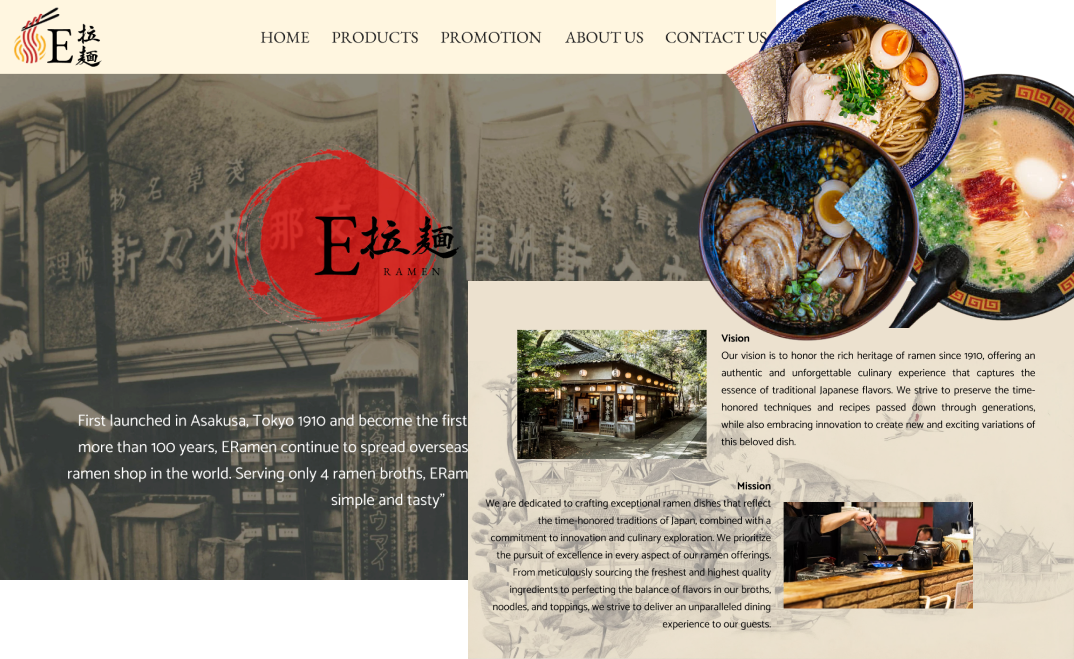 E拉麵
HOME PRODUCTS PROMOTION ABOUT US CONTACT US
E拉麵
RAMEN
First launched in Asakusa, Tokyo 1910 and become the first
more than 100 years, ERamen continue to spread overseas
ramen shop in the world. Serving only 4 ramen broths, ERam
simple and tasty"
Vision
Our vision is to honor the rich heritage of ramen since 1910, offering an
authentic and unforgettable culinary experience that captures the
essence of traditional Japanese flavors. We strive to preserve the time-
honored techniques and recipes passed down through generations,
while also embracing innovation to create new and exciting variations of
this beloved dish.
Mission
We are dedicated to crafting exceptional ramen dishes that reflect
the time-honored traditions of Japan, combined with a
commitment to innovation and culinary exploration. We prioritize
the pursuit of excellence in every aspect of our ramen offerings.
From meticulously sourcing the freshest and highest quality
ingredients to perfecting the balance of flavors in our broths,
noodles, and toppings, we strive to deliver an unparalleled dining
experience to our guests.